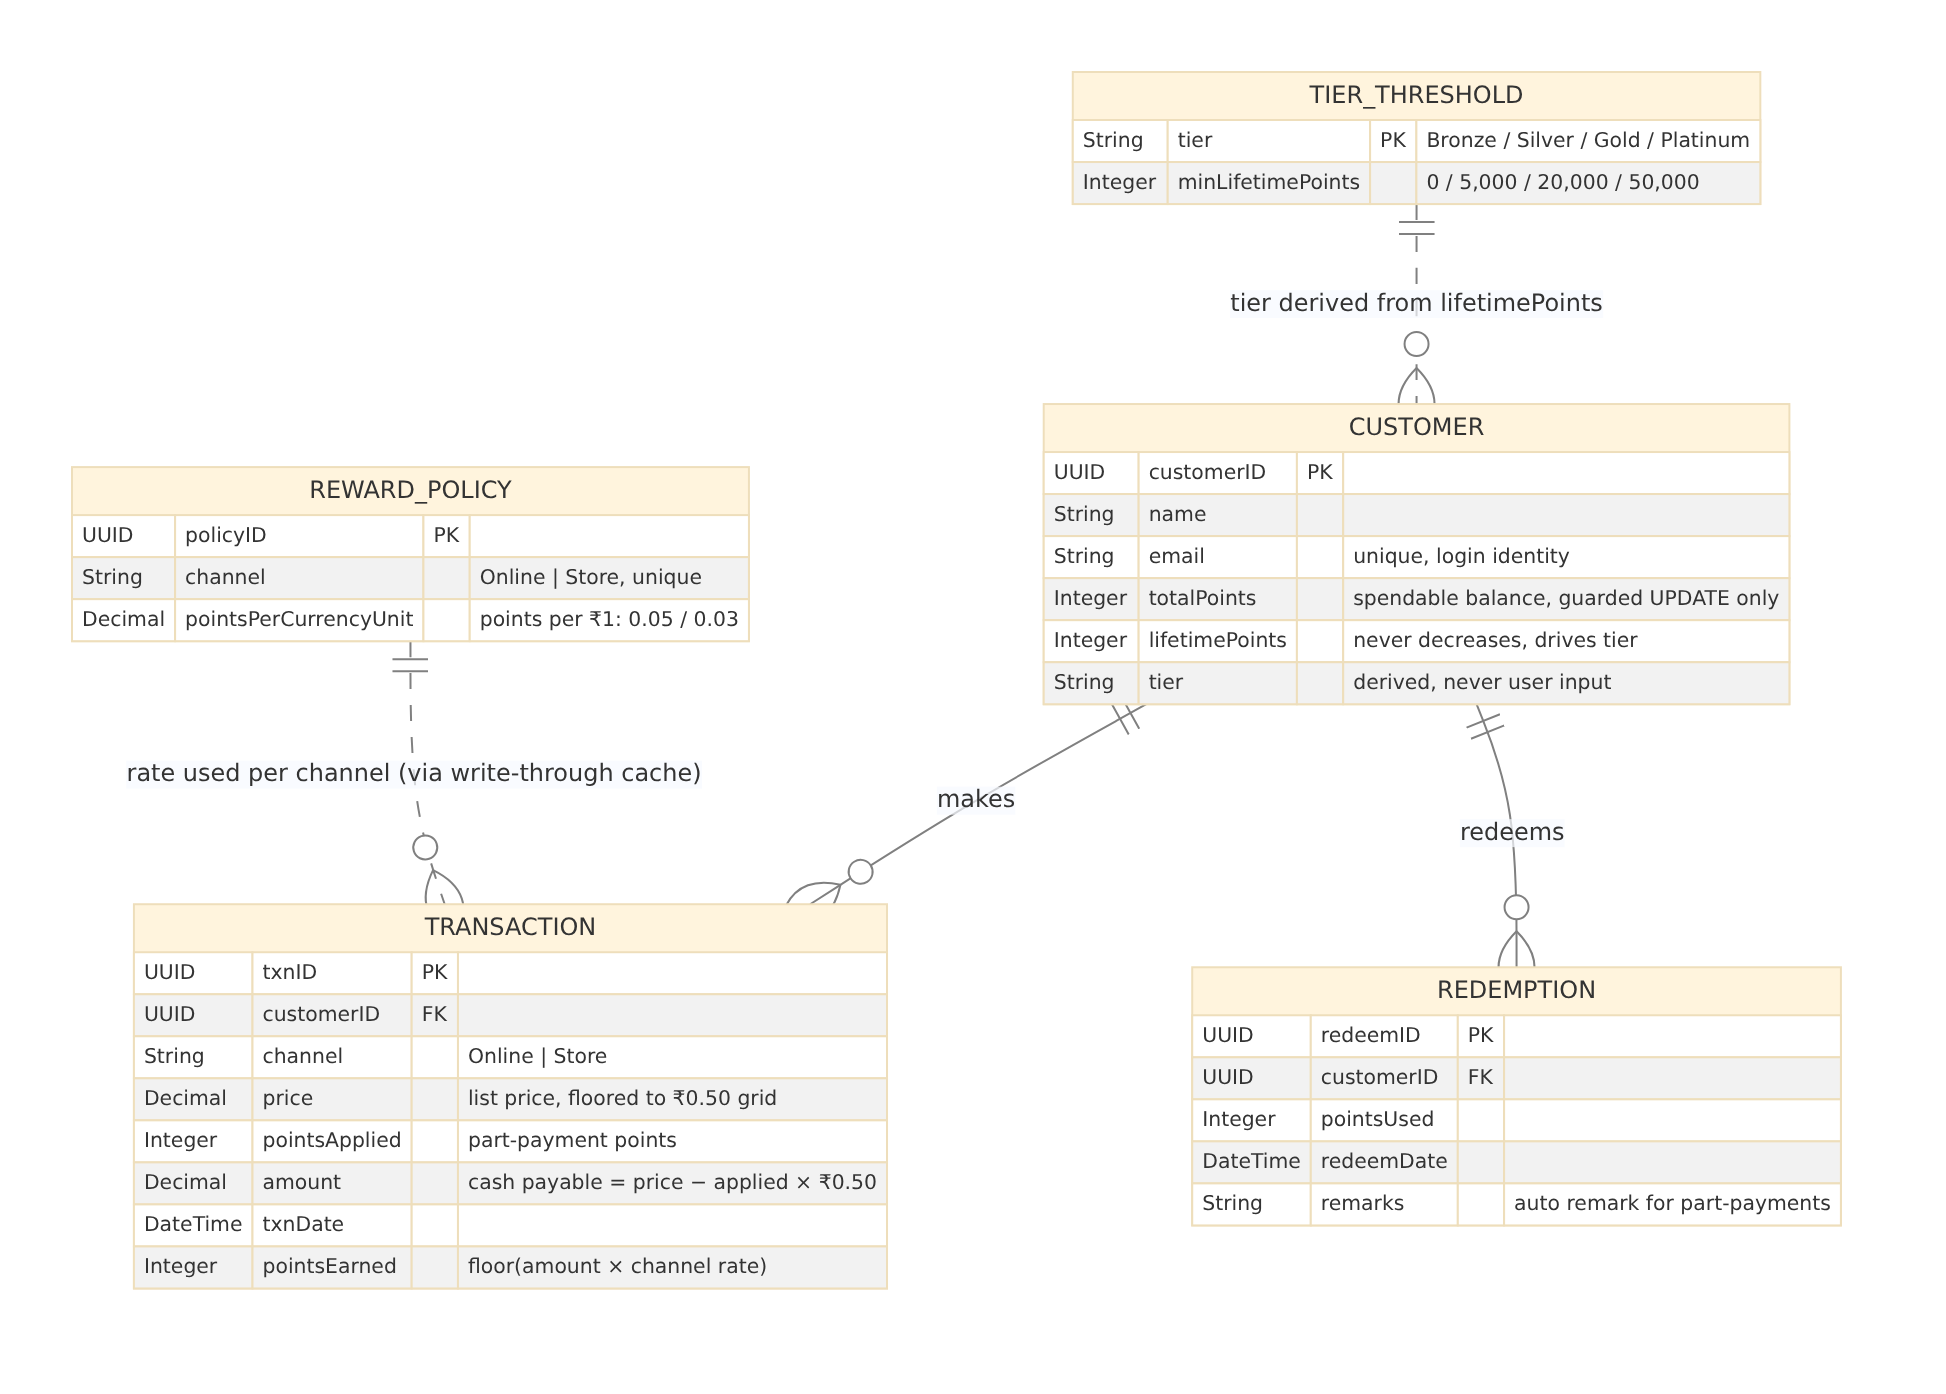 TIER_THRESHOLD
String tier PK Bronze / Silver / Gold / Platinum
Integer minLifetimePoints 0 / 5,000 / 20,000 / 50,000
tier derived from lifetimePoints
CUSTOMER
UUID customerID PK
String name
String email unique, login identity
Integer totalPoints spendable balance, guarded UPDATE only
Integer lifetimePoints never decreases, drives tier
String tier derived, never user input
REWARD_POLICY
UUID policyID PK
String channel Online | Store, unique
Decimal pointsPerCurrencyUnit points per ₹1: 0.05 / 0.03
rate used per channel (via write-through cache)
makes
redeems
TRANSACTION
UUID txnID PK
UUID customerID FK
String channel Online | Store
Decimal price list price, floored to ₹0.50 grid
Integer pointsApplied part-payment points
Decimal amount cash payable = price − applied × ₹0.50
DateTime txnDate
Integer pointsEarned floor(amount × channel rate)
REDEMPTION
UUID redeemID PK
UUID customerID FK
Integer pointsUsed
DateTime redeemDate
String remarks auto remark for part-payments